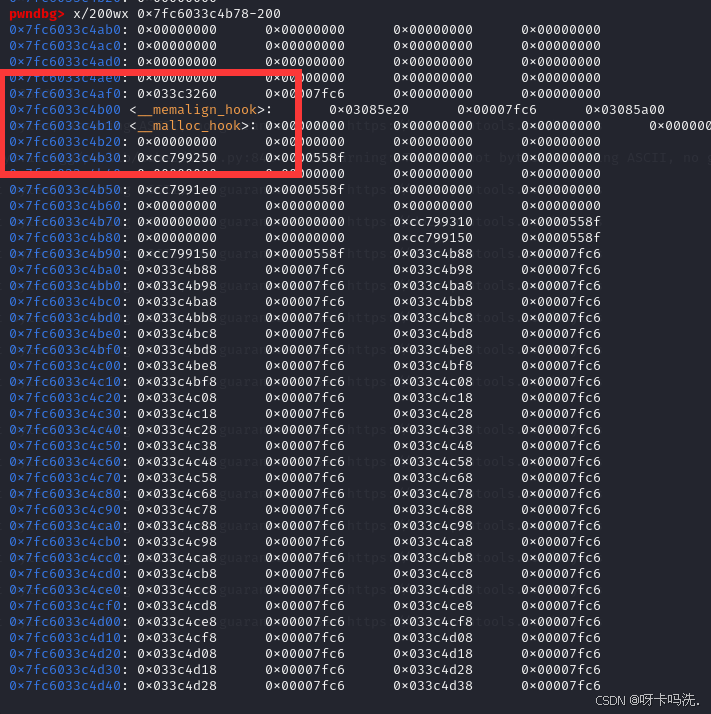 pwndbg> x/200wx 0×7fc6033c4b78-200
0×7fc6033c4ab0: 0×00000000 0×00000000 0×00000000 0×00000000
0×7fc6033c4ac0: 0×00000000 0×00000000 0×00000000 0×00000000
0×7fc6033c4ad0: 0×00000000 0×00000000 0×00000000 0×00000000
0×7fc6033c4ae0: 0×00000000 0×00000000 0×00000000 0×00000000
0×7fc6033c4af0: 0×033c3260 0×00007fc6 0×00000000 0×00000000
0×7fc6033c4b00 <__memalign_hook>: 0×03085e20 0×00007fc6 0×03085a00
0×7fc6033c4b10 <__malloc_hook>: 0×00000000 0×00000000 0×00000000 0×000000
0×7fc6033c4b20: 0×00000000 0×00000000 0×00000000 0×00000000
0×7fc6033c4b30: 0×cc799250 0×0000558f 0×00000000 0×00000000
0×7fc6033c4b40: 0×00000000 0×00000000 0×00000000 0×00000000
0×7fc6033c4b50: 0×cc7991e0 0×0000558f 0×00000000 0×00000000
0×7fc6033c4b60: 0×00000000 0×00000000 0×00000000 0×00000000
0×7fc6033c4b70: 0×00000000 0×00000000 0×cc799310 0×0000558f
0×7fc6033c4b80: 0×00000000 0×00000000 0×cc799150 0×0000558f
0×7fc6033c4b90: 0×cc799150 0×0000558f 0×033c4b88 0×00007fc6
0×7fc6033c4ba0: 0×033c4b88 0×00007fc6 0×033c4b98 0×00007fc6
0×7fc6033c4bb0: 0×033c4b98 0×00007fc6 0×033c4ba8 0×00007fc6
0×7fc6033c4bc0: 0×033c4ba8 0×00007fc6 0×033c4bb8 0×00007fc6
0×7fc6033c4bd0: 0×033c4bb8 0×00007fc6 0×033c4bc8 0×00007fc6
0×7fc6033c4be0: 0×033c4bc8 0×00007fc6 0×033c4bd8 0×00007fc6
0×7fc6033c4bf0: 0×033c4bd8 0×00007fc6 0×033c4be8 0×00007fc6
0×7fc6033c4c00: 0×033c4be8 0×00007fc6 0×033c4bf8 0×00007fc6
0×7fc6033c4c10: 0×033c4bf8 0×00007fc6 0×033c4c08 0×00007fc6
0×7fc6033c4c20: 0×033c4c08 0×00007fc6 0×033c4c18 0×00007fc6
0×7fc6033c4c30: 0×033c4c18 0×00007fc6 0×033c4c28 0×00007fc6
0×7fc6033c4c40: 0×033c4c28 0×00007fc6 0×033c4c38 0×00007fc6
0×7fc6033c4c50: 0×033c4c38 0×00007fc6 0×033c4c48 0×00007fc6
0×7fc6033c4c60: 0×033c4c48 0×00007fc6 0×033c4c58 0×00007fc6
0×7fc6033c4c70: 0×033c4c58 0×00007fc6 0×033c4c68 0×00007fc6
0×7fc6033c4c80: 0×033c4c68 0×00007fc6 0×033c4c78 0×00007fc6
0×7fc6033c4c90: 0×033c4c78 0×00007fc6 0×033c4c88 0×00007fc6
0×7fc6033c4ca0: 0×033c4c88 0×00007fc6 0×033c4c98 0×00007fc6
0×7fc6033c4cb0: 0×033c4c98 0×00007fc6 0×033c4ca8 0×00007fc6
0×7fc6033c4cc0: 0×033c4ca8 0×00007fc6 0×033c4cb8 0×00007fc6
0×7fc6033c4cd0: 0×033c4cb8 0×00007fc6 0×033c4cc8 0×00007fc6
0×7fc6033c4ce0: 0×033c4cc8 0×00007fc6 0×033c4cd8 0×00007fc6
0×7fc6033c4cf0: 0×033c4cd8 0×00007fc6 0×033c4ce8 0×00007fc6
0×7fc6033c4d00: 0×033c4ce8 0×00007fc6 0×033c4cf8 0×00007fc6
0×7fc6033c4d10: 0×033c4cf8 0×00007fc6 0×033c4d08 0×00007fc6
0×7fc6033c4d20: 0×033c4d08 0×00007fc6 0×033c4d18 0×00007fc6
0×7fc6033c4d30: 0×033c4d18 0×00007fc6 0×033c4d28 0×00007fc6
0×7fc6033c4d40: 0×033c4d28 0×00007fc6 0×033c4d38 0×00007fc6
CSDN @呀卡吗洗.